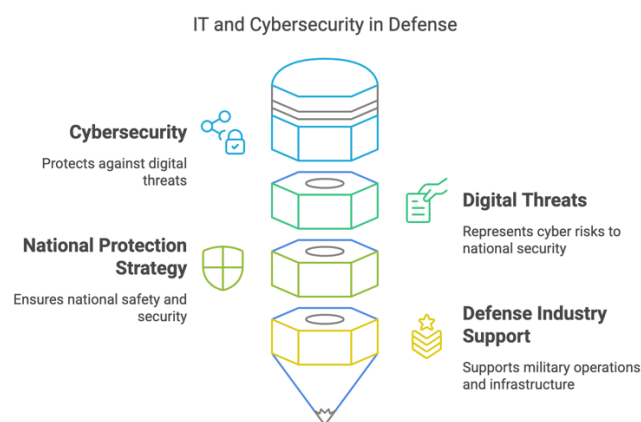 IT and Cybersecurity in Defense
Cybersecurity
Protects against digital
threats
Digital Threats
Represents cyber risks to
national security
National Protection
Strategy
Ensures national safety and
security
Defense Industry
Support
Supports military operations
and infrastructure